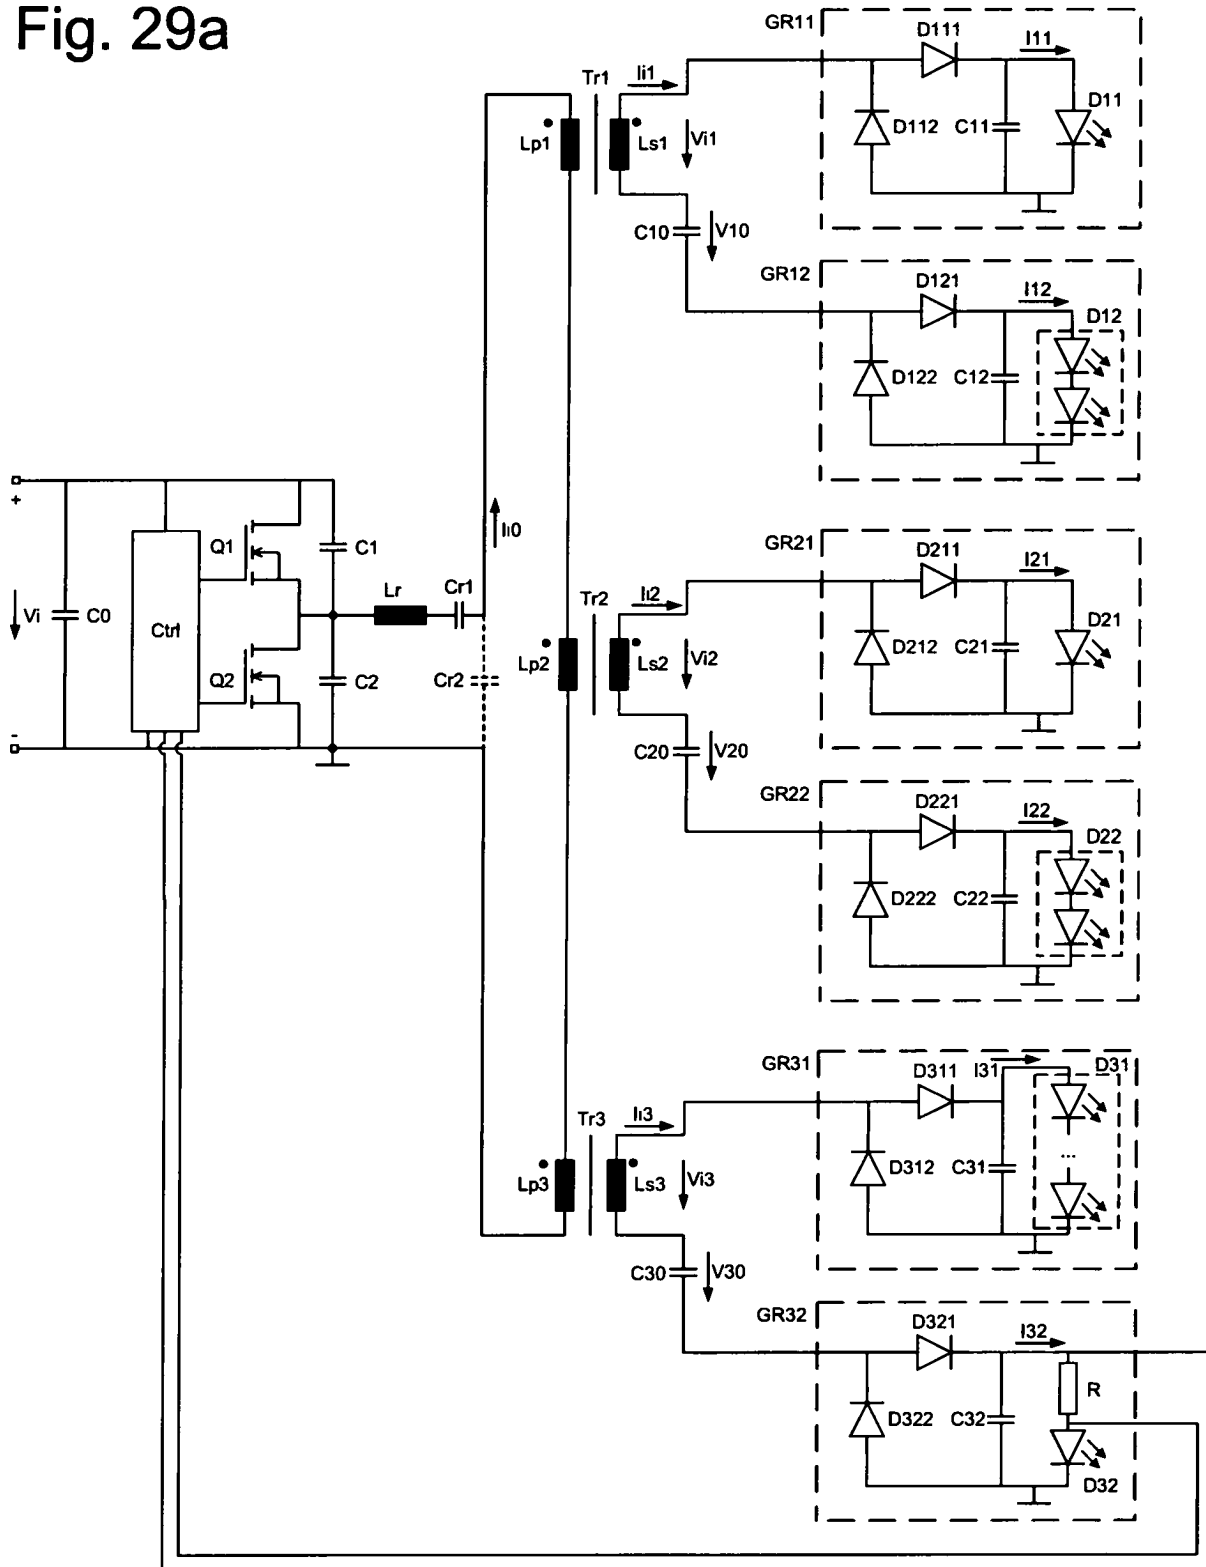 Fig. 29a
GR11
D111
I11
D112
C11
D11
Tr1
Ii1
Lp1
Ls1
Vi1
C10
V10
GR12
D121
I12
D12
D122
C12
+
Vi
C0
Ctrl
Q1
Q2
C1
C2
Lr
Cr1
Cr2
Ii0
-
GR21
D211
I21
D212
C21
D21
Tr2
Ii2
Lp2
Ls2
Vi2
C20
V20
GR22
D221
I22
D22
D222
C22
GR31
D311
I31
D31
D312
C31
...
Tr3
Ii3
Lp3
Ls3
Vi3
C30
V30
GR32
D321
I32
R
D322
C32
D32